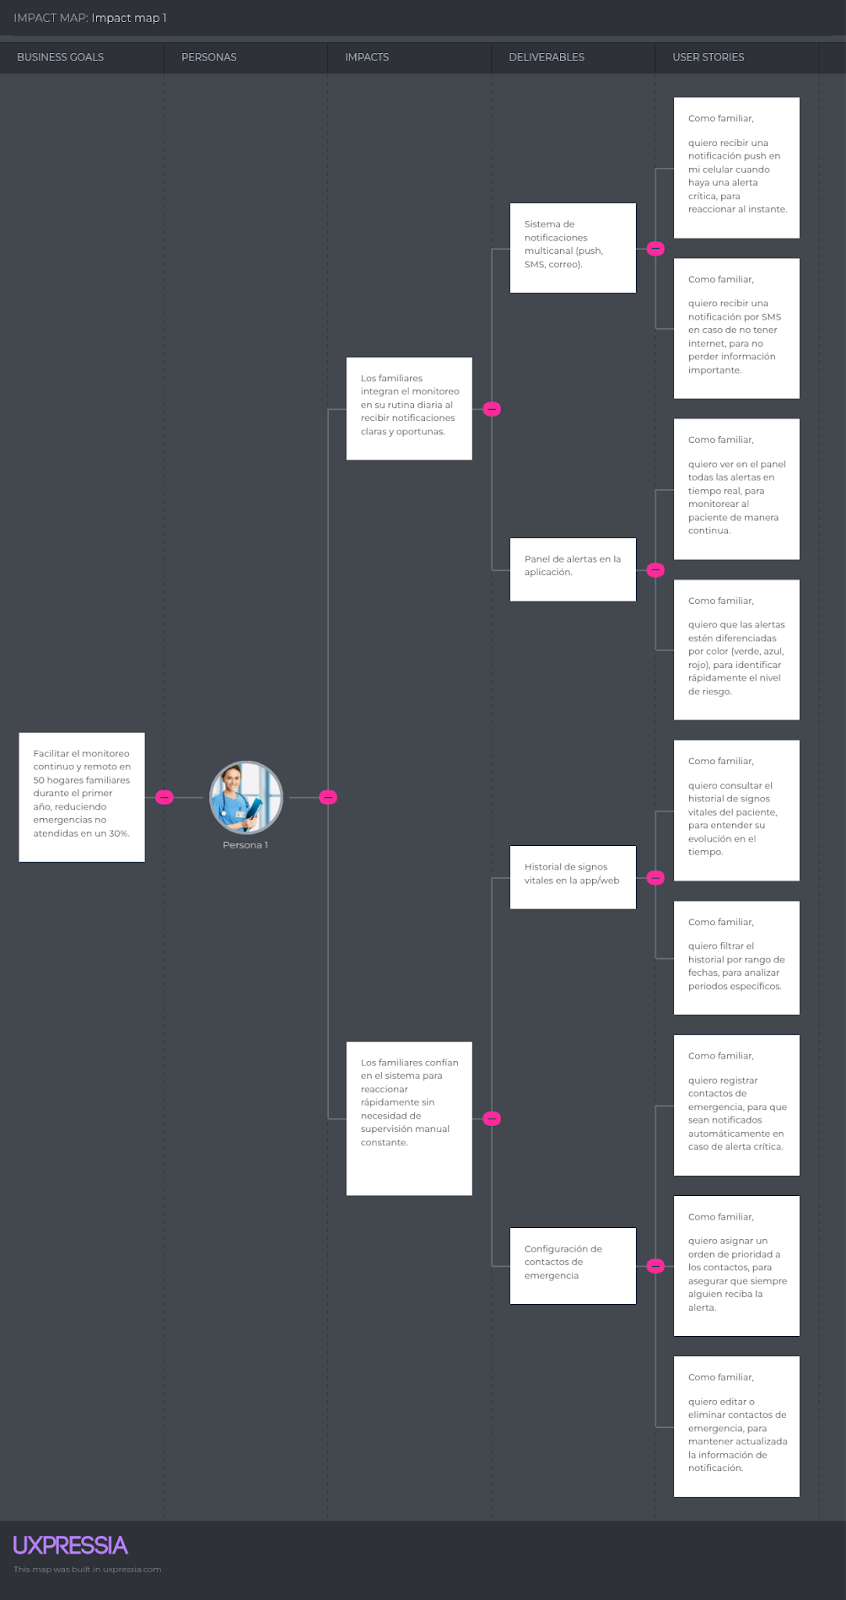 IMPACT MAP: Impact map 1
BUSINESS GOALS
PERSONAS
IMPACTS
DELIVERABLES
USER STORIES
Facilitar el monitoreo
continuo y remoto en
50 hogares familiares
durante el primer
año, reduciendo
emergencias no
atendidas en un 30%.
Persona 1
Los familiares
integran el monitoreo
en su rutina diaria al
recibir notificaciones
claras y oportunas.
Sistema de
notificaciones
multicanal (push,
SMS, correo).
Como familiar,
quiero recibir una
notificación push en
mi celular cuando
haya una alerta
crítica, para
reaccionar al instante.
Como familiar,
quiero recibir una
notificación por SMS
en caso de no tener
internet, para no
perder información
importante.
Panel de alertas en la
aplicación.
Como familiar,
quiero ver en el panel
todas las alertas en
tiempo real, para
monitorear al
paciente de manera
continua.
Como familiar,
quiero que las alertas
estén diferenciadas
por color (verde, azul,
rojo), para identificar
rápidamente el nivel
de riesgo.
Los familiares confían
en el sistema para
reaccionar
rápidamente sin
necesidad de
supervisión manual
constante.
Historial de signos
vitales en la app/web
Como familiar,
quiero consultar el
historial de signos
vitales del paciente,
para entender su
evolución en el
tiempo.
Como familiar,
quiero filtrar el
historial por rango de
fechas, para analizar
periodos específicos.
Configuración de
contactos de
emergencia
Como familiar,
quiero registrar
contactos de
emergencia, para que
sean notificados
automáticamente en
caso de alerta crítica.
Como familiar,
quiero asignar un
orden de prioridad a
los contactos, para
asegurar que siempre
alguien reciba la
alerta.
Como familiar,
quiero editar o
eliminar contactos de
emergencia, para
mantener actualizada
la información de
notificación.
UXPRESSIA
This map was built in uxpressia.com